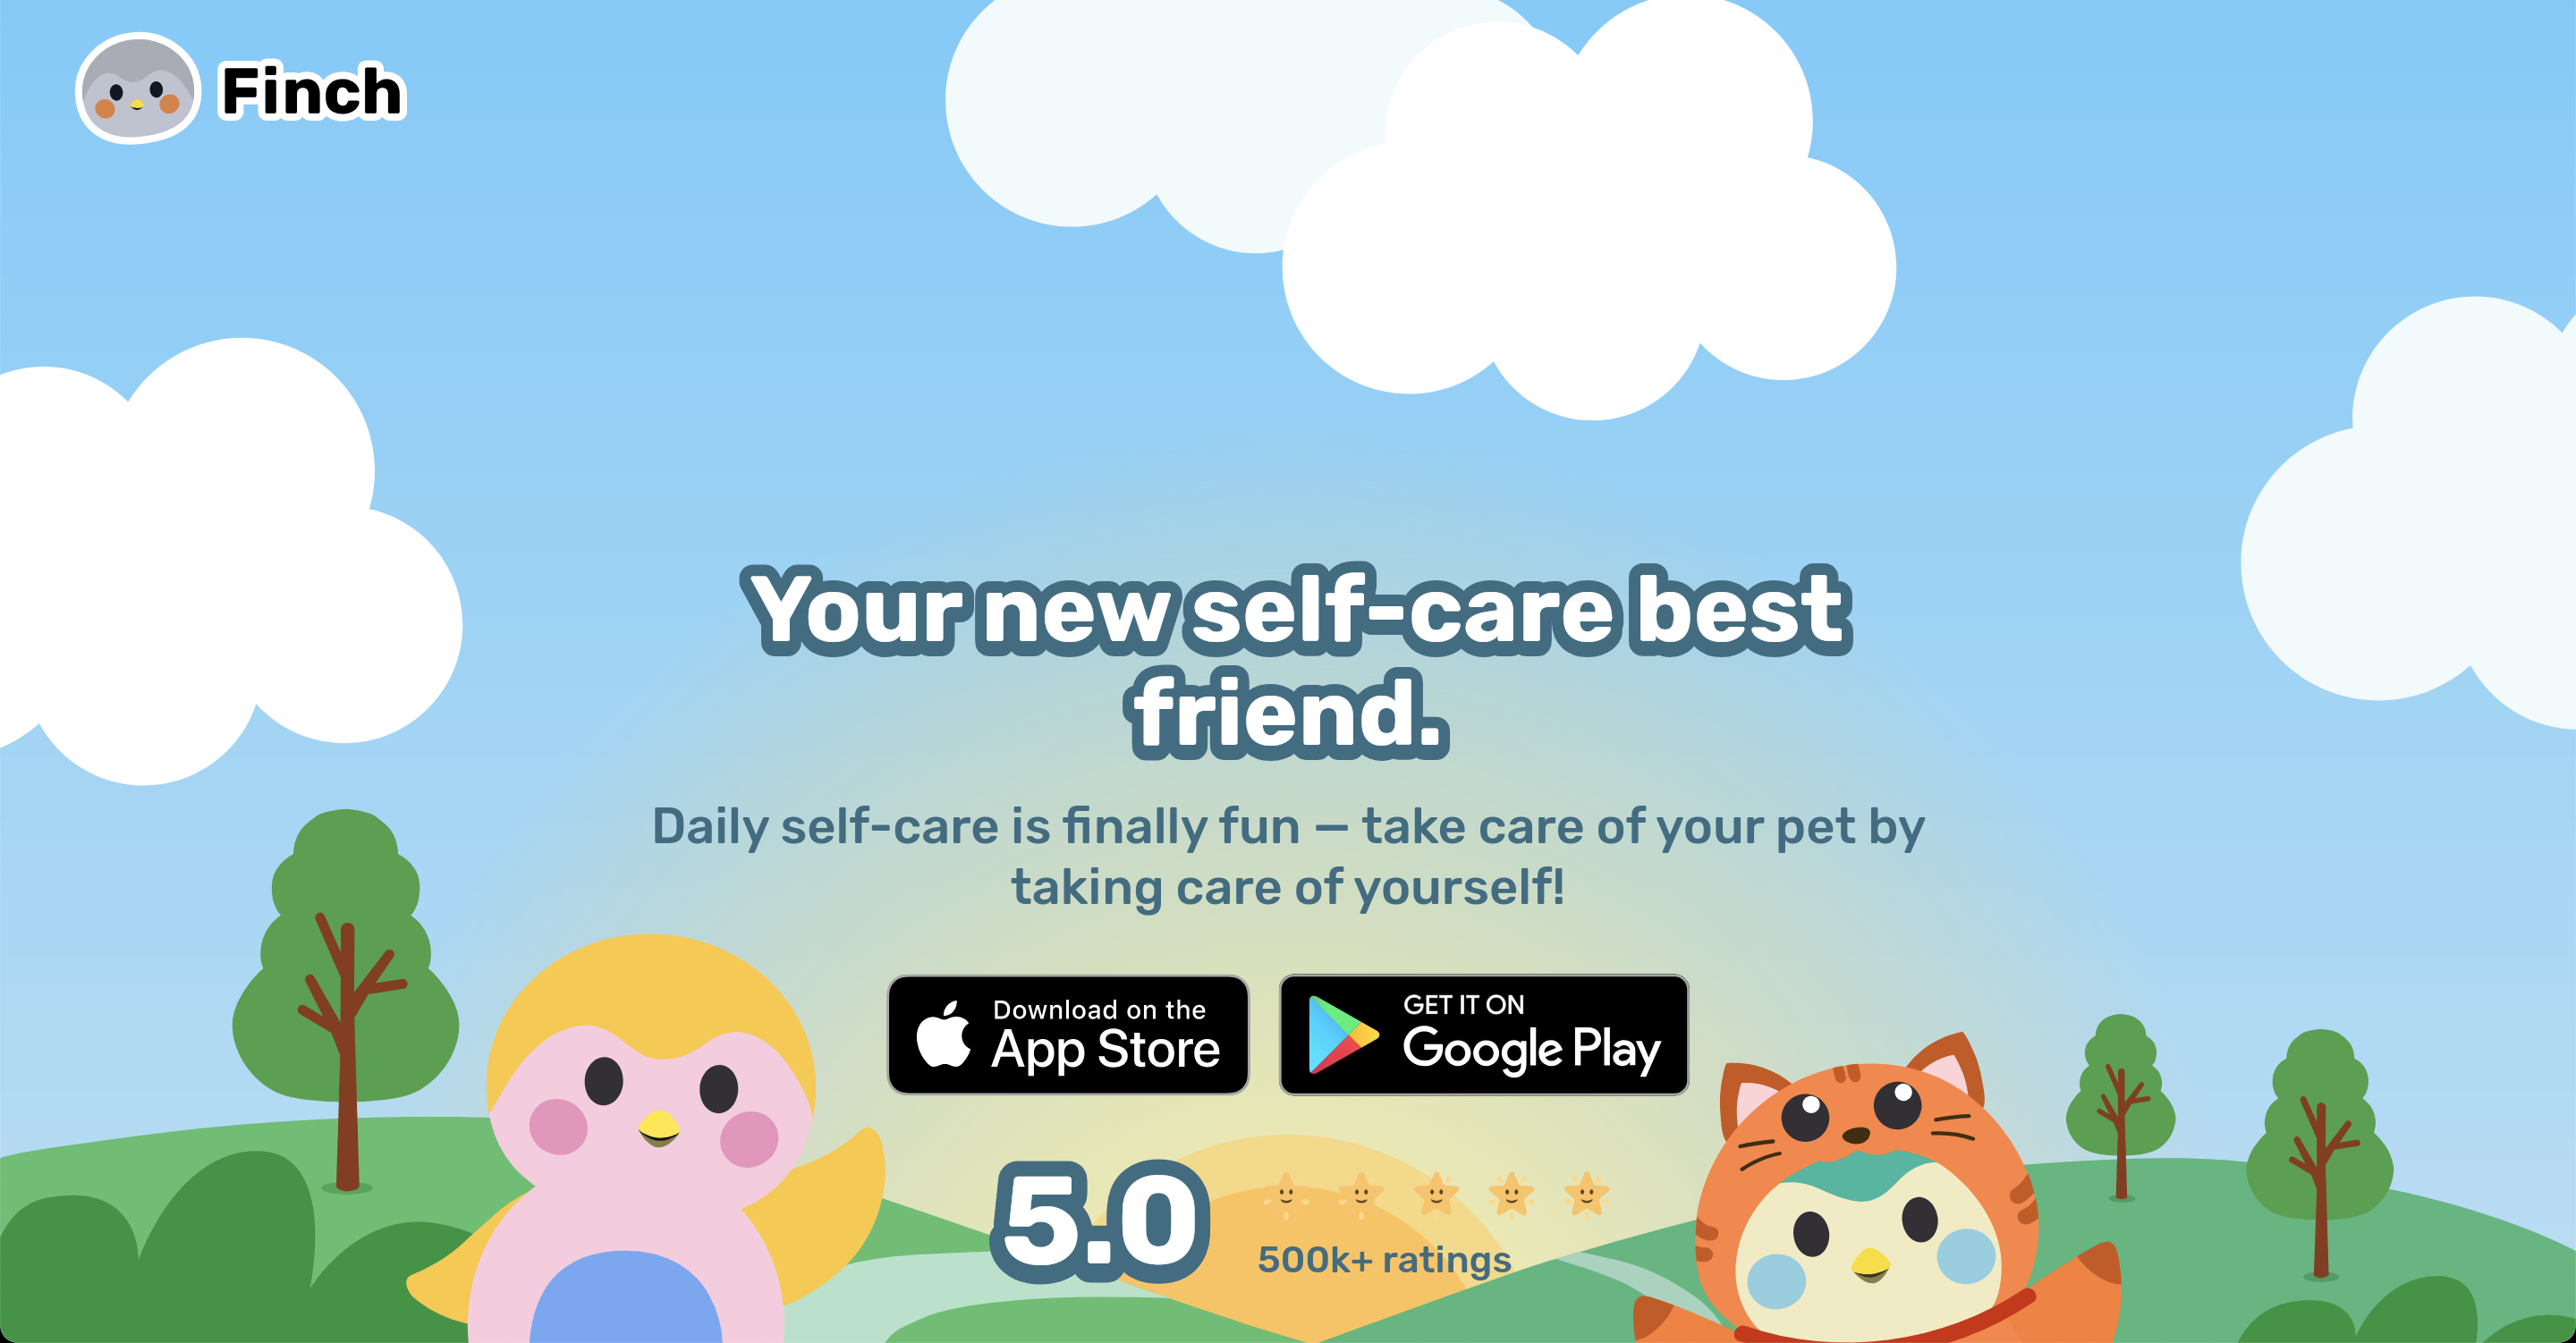 Finch
Your new self-care best
friend.
Daily self-care is finally fun — take care of your pet by
taking care of yourself!
Download on the
App Store
GET IT ON
Google Play
5.0
500k+ ratings